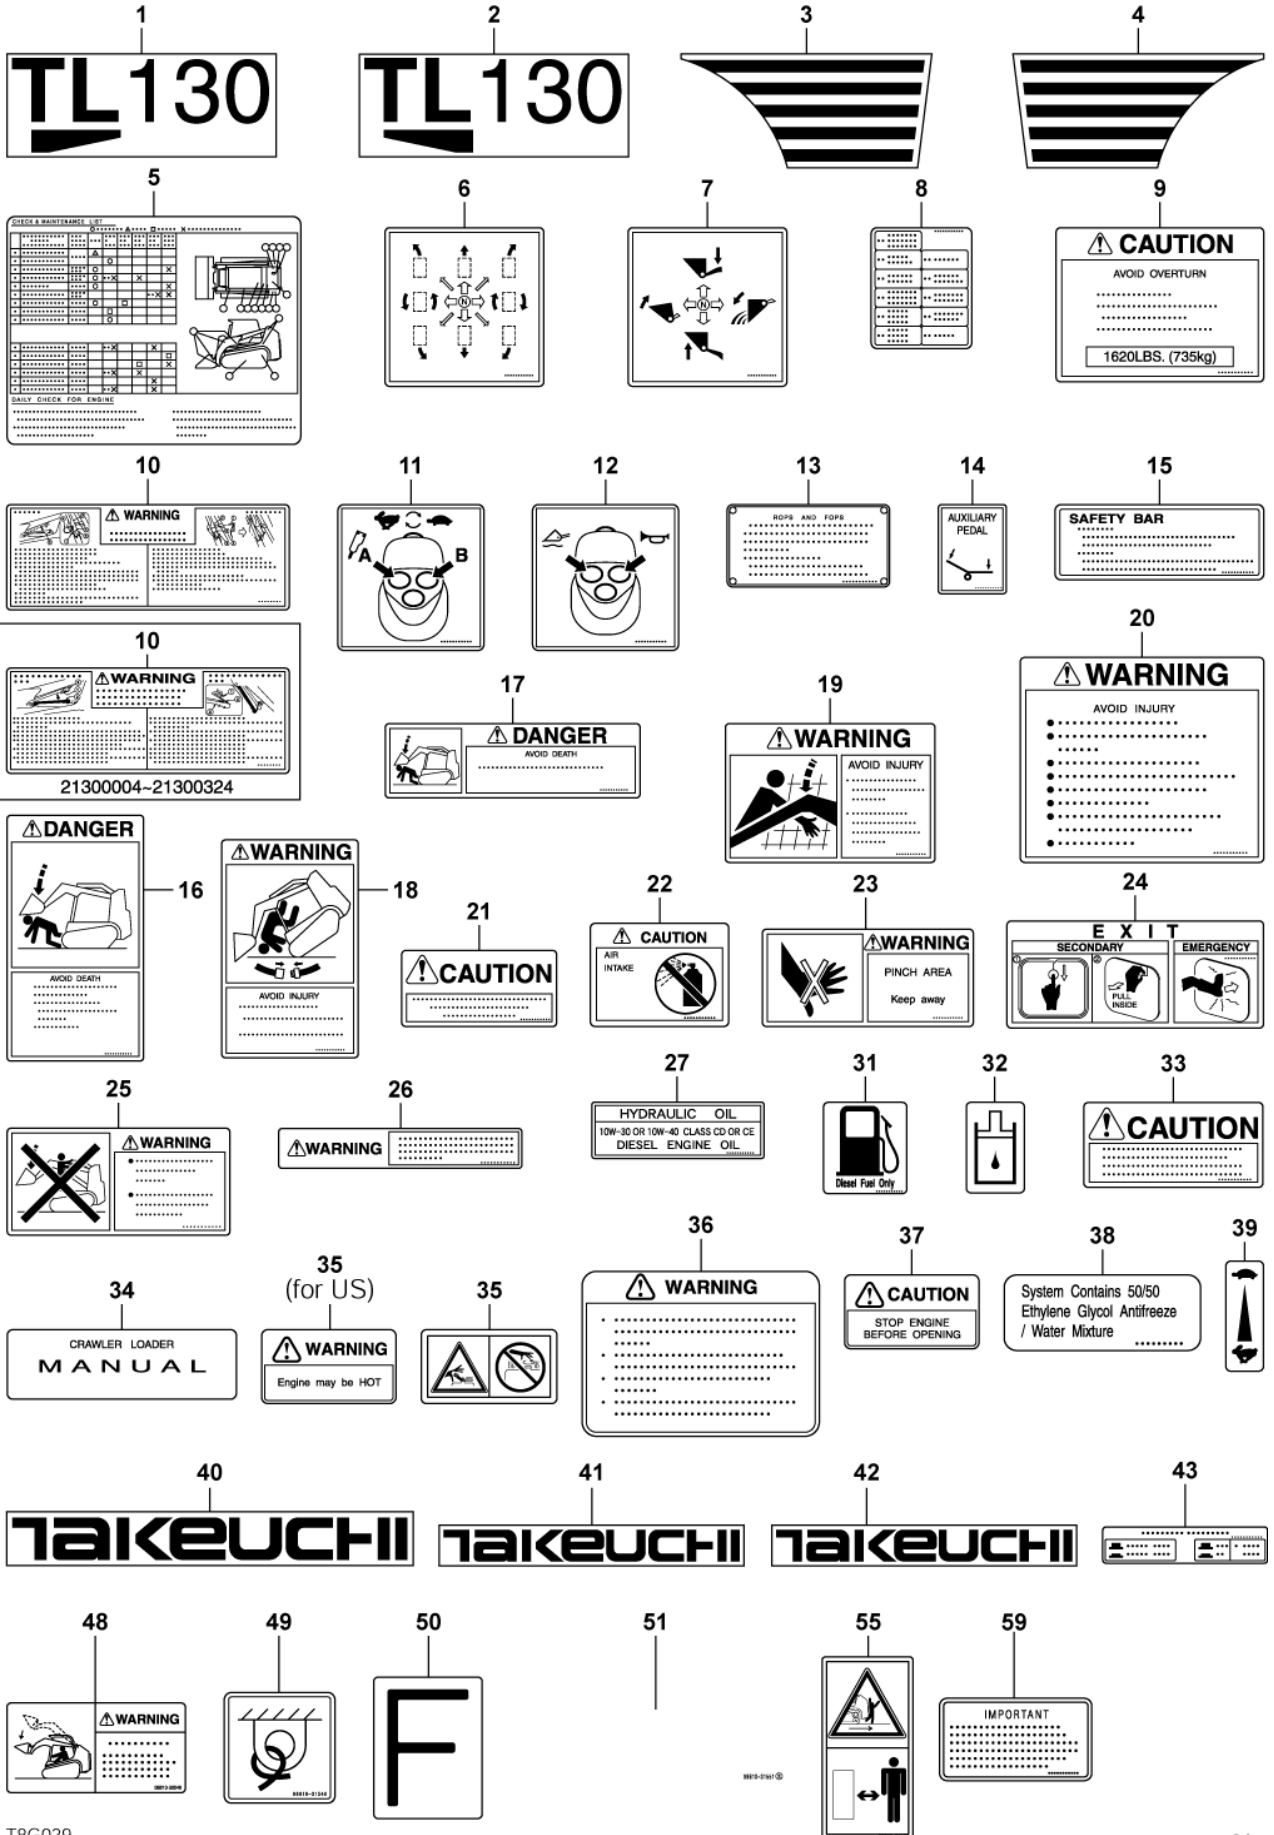 1
2
3
4
TL130
TL130
5
6
7
8
9
CHECK & MAINTENANCE LIST
DAILY CHECK FOR ENGINE
N
N
CAUTION
AVOID OVERTURN
1620LBS. (735kg)
10
11
12
13
14
15
WARNING
A
B
ROPS AND FOPS
AUXILIARY
PEDAL
SAFETY BAR
10
WARNING
21300004~21300324
17
DANGER
AVOID DEATH
19
WARNING
AVOID INJURY
20
WARNING
AVOID INJURY
DANGER
16
AVOID DEATH
WARNING
18
AVOID INJURY
21
CAUTION
22
CAUTION
AIR
INTAKE
23
WARNING
PINCH AREA
Keep away
24
EXIT
SECONDARY
EMERGENCY
1
2
PULL
INSIDE
25
WARNING
26
WARNING
27
HYDRAULIC OIL
10W-30 OR 10W-40 CLASS CD OR CE
DIESEL ENGINE OIL
31
Diesel Fuel Only
32
33
CAUTION
34
CRAWLER LOADER
MANUAL
35
(for US)
WARNING
Engine may be HOT
35
36
WARNING
37
CAUTION
STOP ENGINE
BEFORE OPENING
38
System Contains 50/50
Ethylene Glycol Antifreeze
/ Water Mixture
39
40
TAKEUCHI
41
TAKEUCHI
42
TAKEUCHI
43
48
WARNING
49
50
F
51
55
59
IMPORTANT